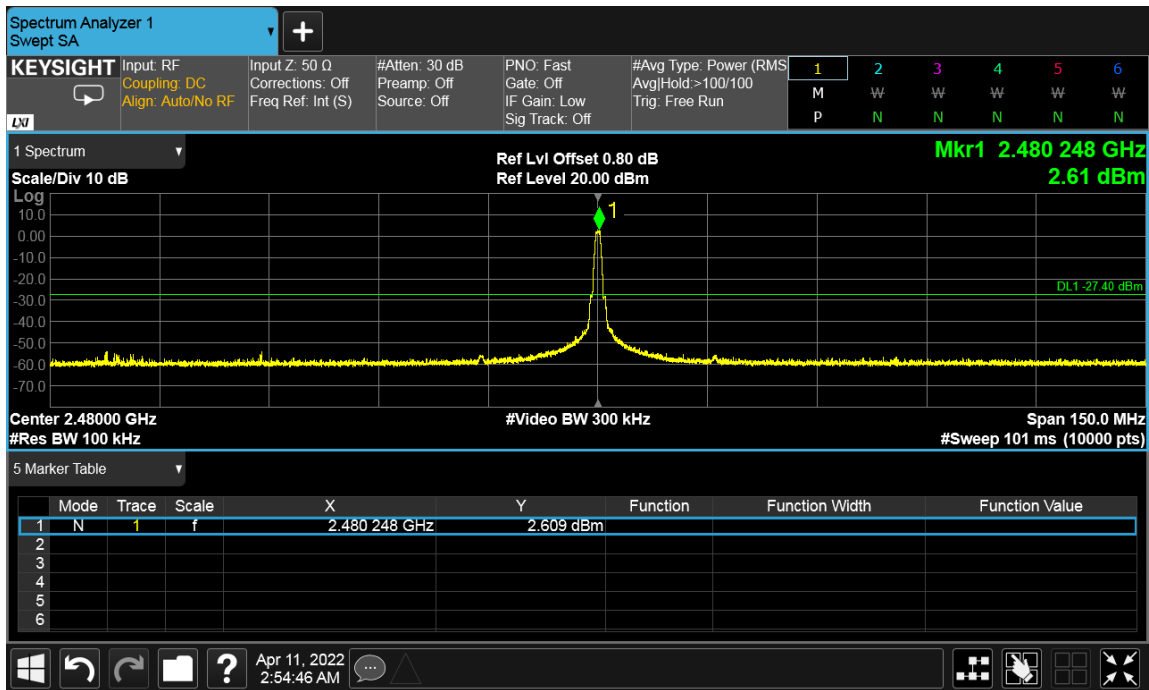 Spectrum Analyzer 1
Swept SA
KEYSIGHT
LXI
Input: RF
Coupling: DC
Align: Auto/No RF
Input Z: 50 Ω
Corrections: Off
Freq Ref: Int (S)
#Atten: 30 dB
Preamp: Off
Source: Off
PNO: Fast
Gate: Off
IF Gain: Low
Sig Track: Off
#Avg Type: Power (RMS
Avg|Hold:>100/100
Trig: Free Run
1 2 3 4 5 6
M W W W W W
P N N N N N
1 Spectrum
Ref Lvl Offset 0.80 dB
Mkr1 2.480 248 GHz
Scale/Div 10 dB
Ref Level 20.00 dBm
2.61 dBm
Log
10.0
0.00
-10.0
-20.0
-30.0
-40.0
-50.0
-60.0
-70.0
1
DL1 -27.40 dBm
Center 2.48000 GHz
#Video BW 300 kHz
Span 150.0 MHz
#Res BW 100 kHz
#Sweep 101 ms (10000 pts)
5 Marker Table
Mode Trace Scale X Y Function Function Width Function Value
1 N 1 f 2.480 248 GHz 2.609 dBm
2
3
4
5
6
?
Apr 11, 2022
2:54:46 AM